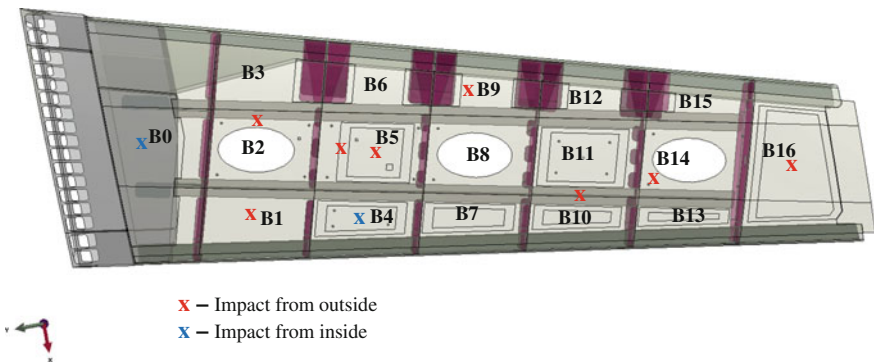 B3
B6
x B9
B12
B15
x B0
x
B2
x x B5
B8
B11
B14
x
B16
x
x B1
x B4
B7
x
B10
B13
x – Impact from outside
x – Impact from inside
Y
X